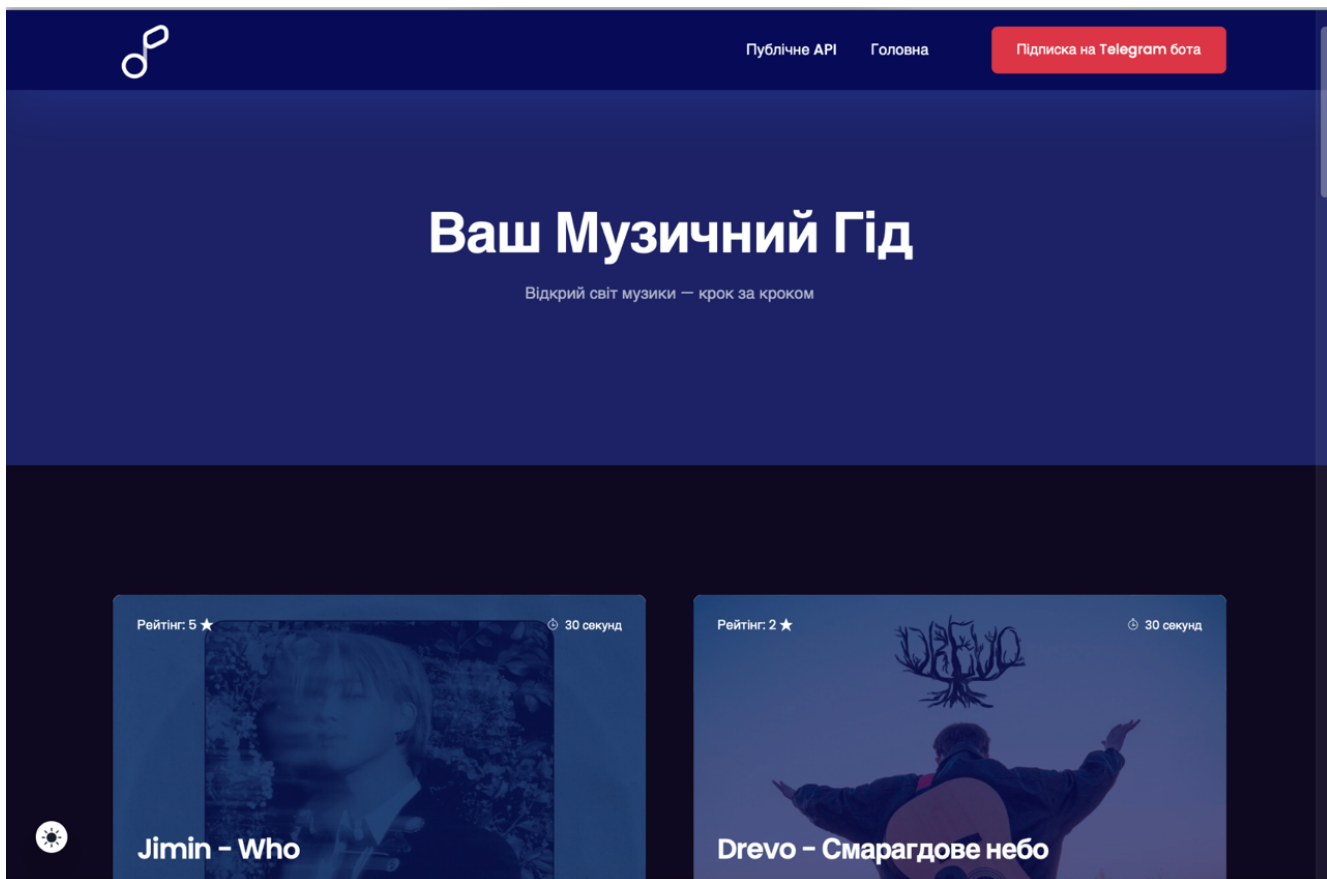 Публічне API
Головна
Підписка на Telegram бота
Ваш Музичний Гід
Відкрий світ музики — крок за кроком
Рейтінг: 5 ★
30 секунд
Рейтінг: 2 ★
30 секунд
DREVO
Jimin - Who
Drevo - Смарагдове небо